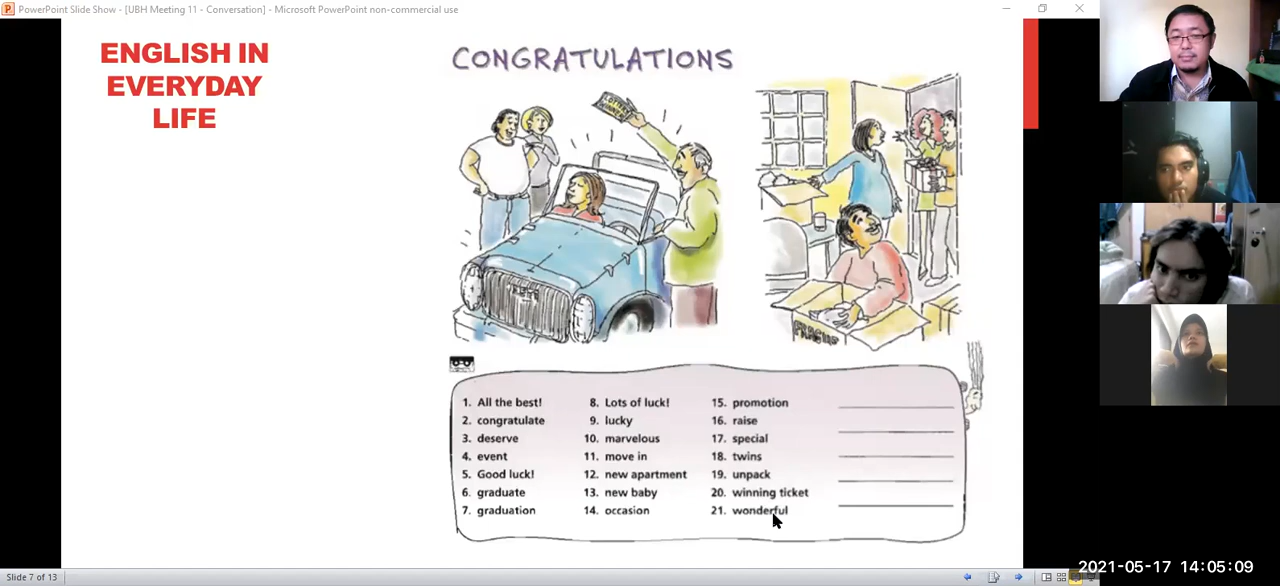 PowerPoint Slide Show - [UBH Meeting 11 - Conversation] - Microsoft PowerPoint non-commercial use
ENGLISH IN
EVERYDAY
LIFE
CONGRATULATIONS
1. All the best!
2. congratulate
3. deserve
4. event
5. Good luck!
6. graduate
7. graduation
8. Lots of luck!
9. lucky
10. marvelous
11. move in
12. new apartment
13. new baby
14. occasion
15. promotion
16. raise
17. special
18. twins
19. unpack
20. winning ticket
21. wonderful
Slide 7 of 13
2021-05-17 14:05:09